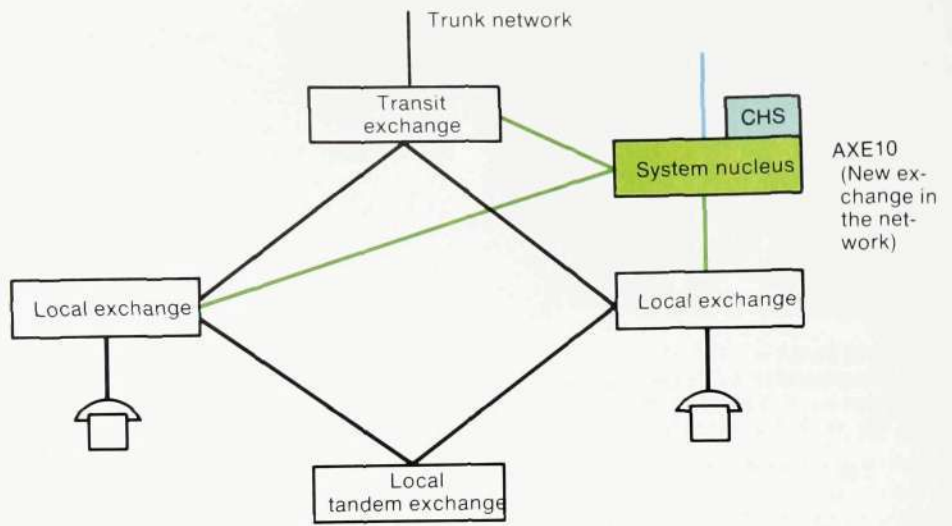 Trunk network
Transit
exchange
CHS
System nucleus
AXE10
(New ex-
change in
the net-
work)
Local exchange
Local exchange
Local
tandem exchange